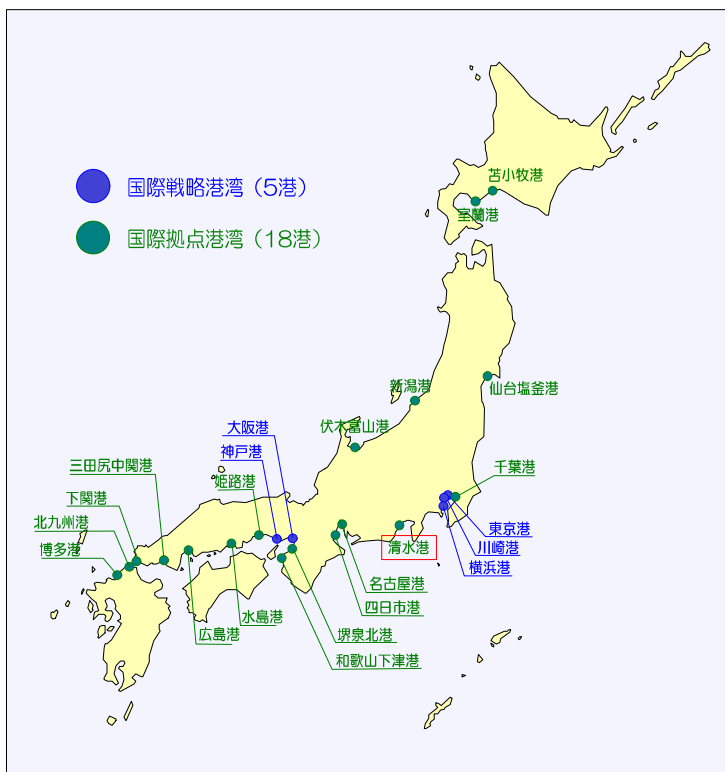 苫小牧港
国際戦略港湾（5港）
室蘭港
国際拠点港湾（18港）
新潟港
仙台塩釜港
伏木富山港
大阪港
神戸港
三田尻中関港
千葉港
姫路港
下関港
北九州港
東京港
博多港
清水港
川崎港
横浜港
名古屋港
四日市港
水島港
広島港
堺泉北港
和歌山下津港